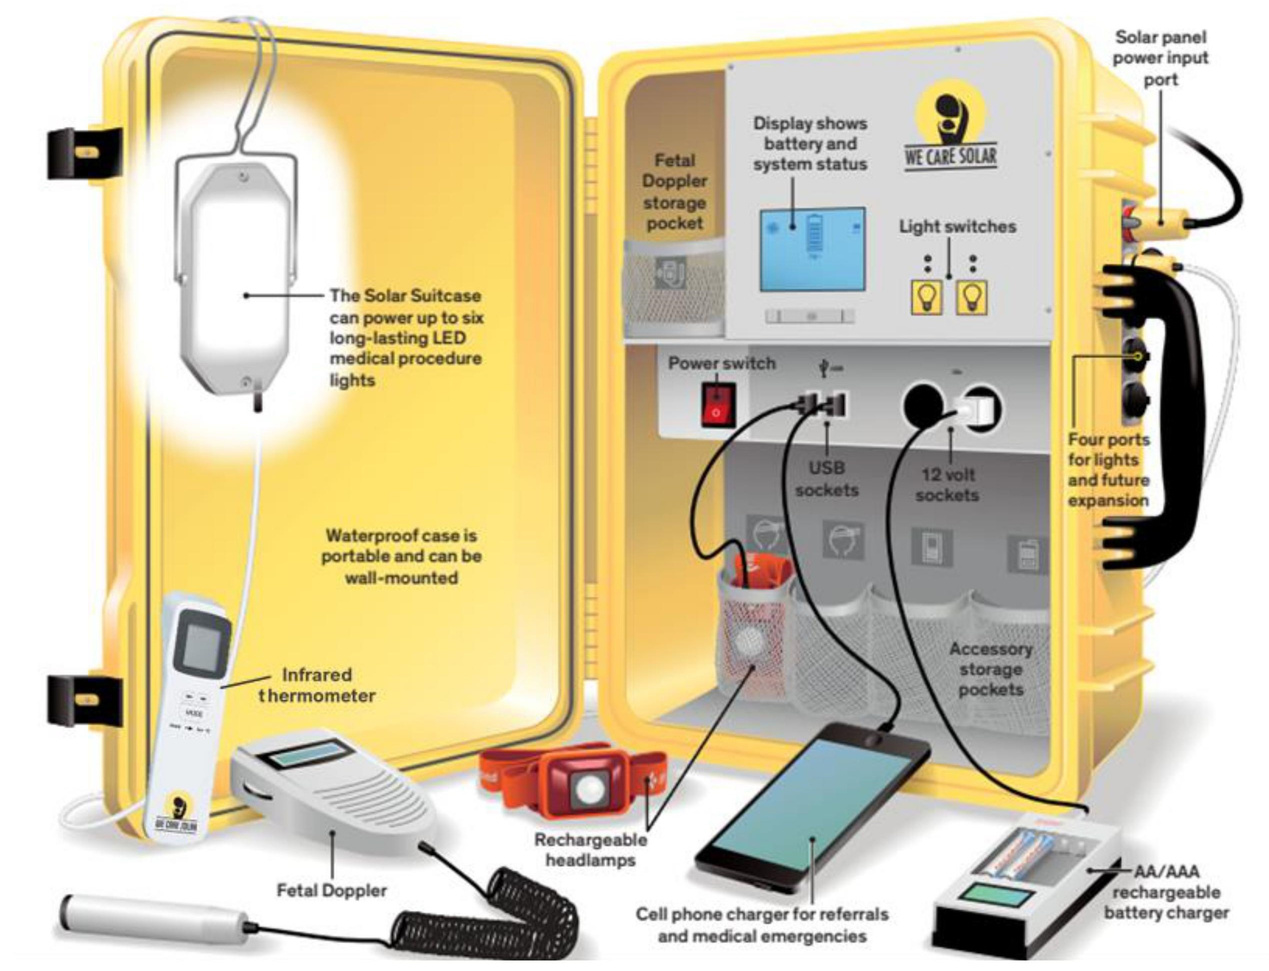 Solar panel
power input
port
Display shows
battery and
system status
WE CARE SOLAR
Fetal
Doppler
storage
pocket
Light switches
The Solar Suitcase
can power up to six
long-lasting LED
medical procedure
lights
Power switch
USB
sockets
12 volt
sockets
Four ports
for lights
and future
expansion
Waterproof case is
portable and can be
wall-mounted
Accessory
storage
pockets
Infrared
thermometer
MODE
WE CARE SOLAR
Rechargeable
headlamps
Fetal Doppler
Cell phone charger for referrals
and medical emergencies
AA/AAA
rechargeable
battery charger